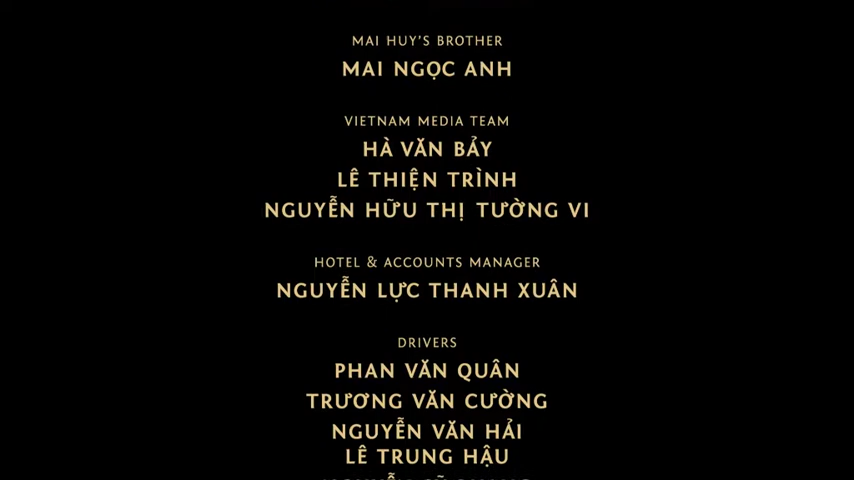 MAI HUY'S BROTHER
MAI NGỌC ANH
VIETNAM MEDIA TEAM
HÀ VĂN BẢY
LÊ THIỆN TRÌNH
NGUYỄN HỮU THỊ TƯỜNG VI
HOTEL & ACCOUNTS MANAGER
NGUYỄN LỰC THANH XUÂN
DRIVERS
PHAN VĂN QUÂN
TRƯƠNG VĂN CƯỜNG
NGUYỄN VĂN HẢI
LÊ TRUNG HẬU